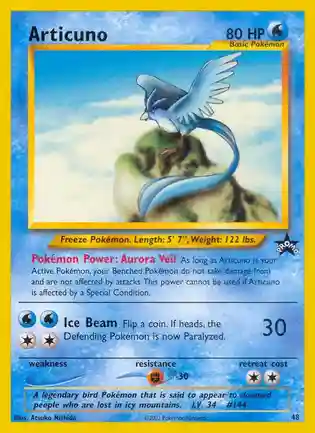 Articuno
80 HP
Basic Pokémon
Freeze Pokémon. Length: 5' 7", Weight: 122 lbs.
PROMO
Pokémon Power: Aurora Veil As long as Articuno is your
Active Pokémon, your Benched Pokémon do not take damage from
and are not affected by attacks. This power cannot be used if Articuno
is affected by a Special Condition.
Ice Beam Flip a coin. If heads, the
Defending Pokémon is now Paralyzed.
30
weakness
resistance
retreat cost
-30
A legendary bird Pokémon that is said to appear to doomed
people who are lost in icy mountains. LV. 34 #144
Illus. Atsuko Nishida
48